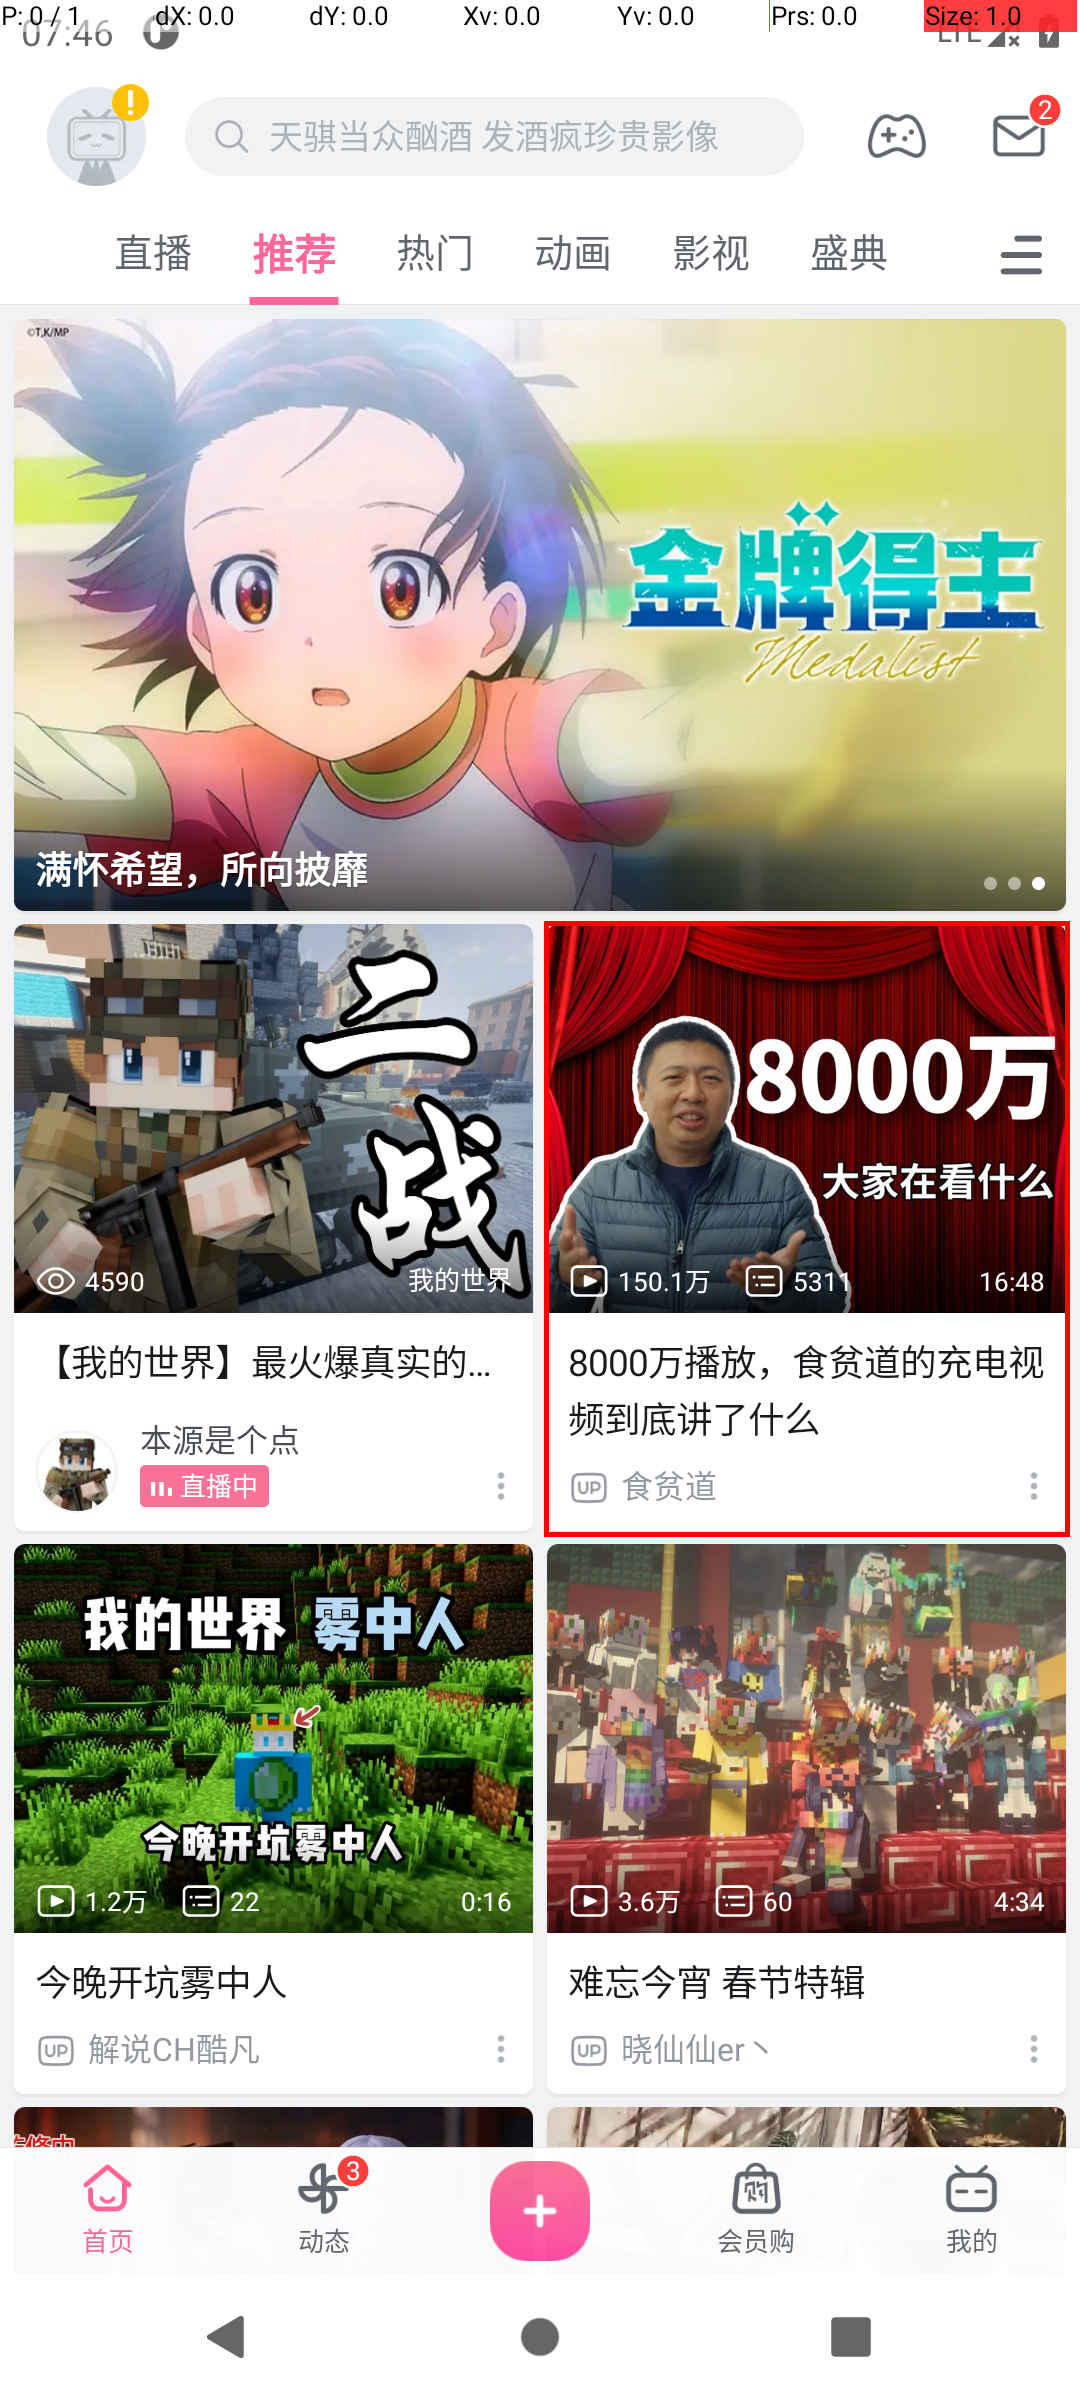 P: 0 / 1 dX: 0.0 dY: 0.0 Xv: 0.0 Yv: 0.0 Prs: 0.0 Size: 1.0
07:46 LTE
天骐当众酗酒 发酒疯珍贵影像
2
直播 推荐 热门 动画 影视 盛典
©T,K/MP
金牌得主
Medalist
满怀希望，所向披靡
二战
4590 我的世界
【我的世界】最火爆真实的...
本源是个点
直播中
8000万
大家在看什么
150.1万 5311 16:48
8000万播放，食贫道的充电视
频到底讲了什么
UP 食贫道
我的世界 雾中人
今晚开坑雾中人
1.2万 22 0:16
今晚开坑雾中人
UP 解说CH酷凡
3.6万 60 4:34
难忘今宵 春节特辑
UP 晓仙仙er丶
3
首页 动态 会员购 我的